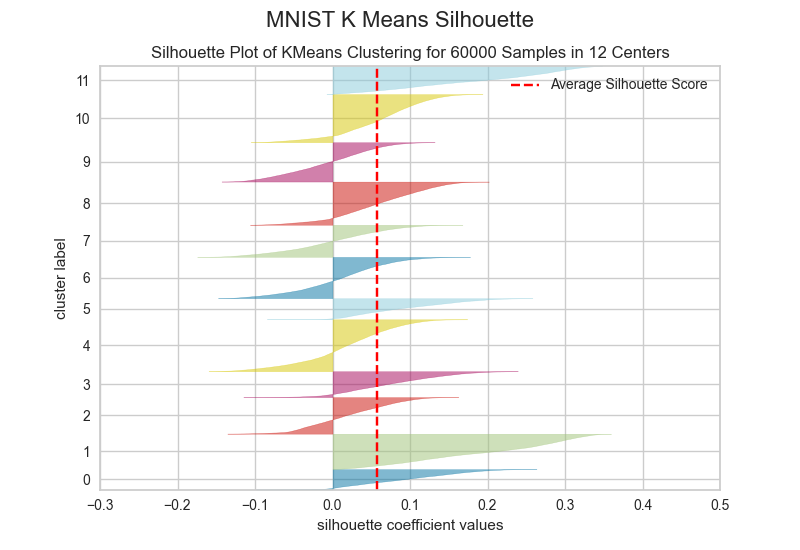 MNIST K Means Silhouette
Silhouette Plot of KMeans Clustering for 60000 Samples in 12 Centers
Average Silhouette Score
cluster label
11
10
9
8
7
6
5
4
3
2
1
0
−0.3 −0.2 −0.1 0.0 0.1 0.2 0.3 0.4 0.5
silhouette coefficient values